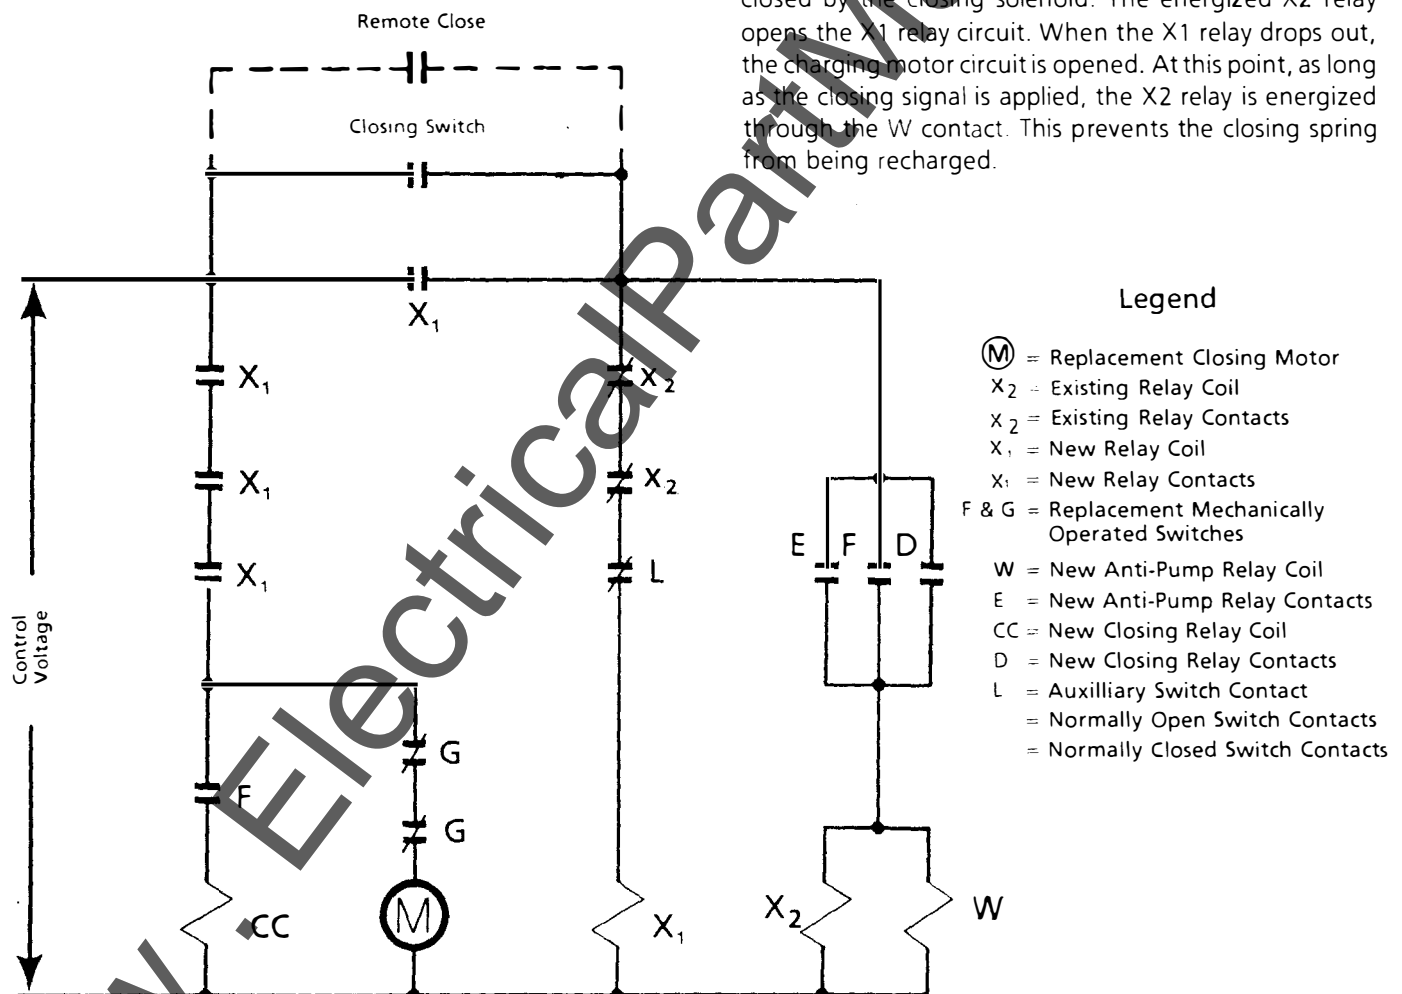 closed by the closing solenoid. The energized X2 relay
opens the X1 relay circuit. When the X1 relay drops out,
the charging motor circuit is opened. At this point, as long
as the closing signal is applied, the X2 relay is energized
through the W contact. This prevents the closing spring
from being recharged.
Remote Close
Closing Switch
X₁
X₁
X₂
X₁
X₂
X₁
L
E F D
Control
Voltage
G
F
G
CC
M
X₁
X₂
W
Legend
M = Replacement Closing Motor
X₂ = Existing Relay Coil
X₂ = Existing Relay Contacts
X₁ = New Relay Coil
X₁ = New Relay Contacts
F & G = Replacement Mechanically
Operated Switches
W = New Anti-Pump Relay Coil
E = New Anti-Pump Relay Contacts
CC = New Closing Relay Coil
D = New Closing Relay Contacts
L = Auxilliary Switch Contact
= Normally Open Switch Contacts
= Normally Closed Switch Contacts
. ElectricalPartM